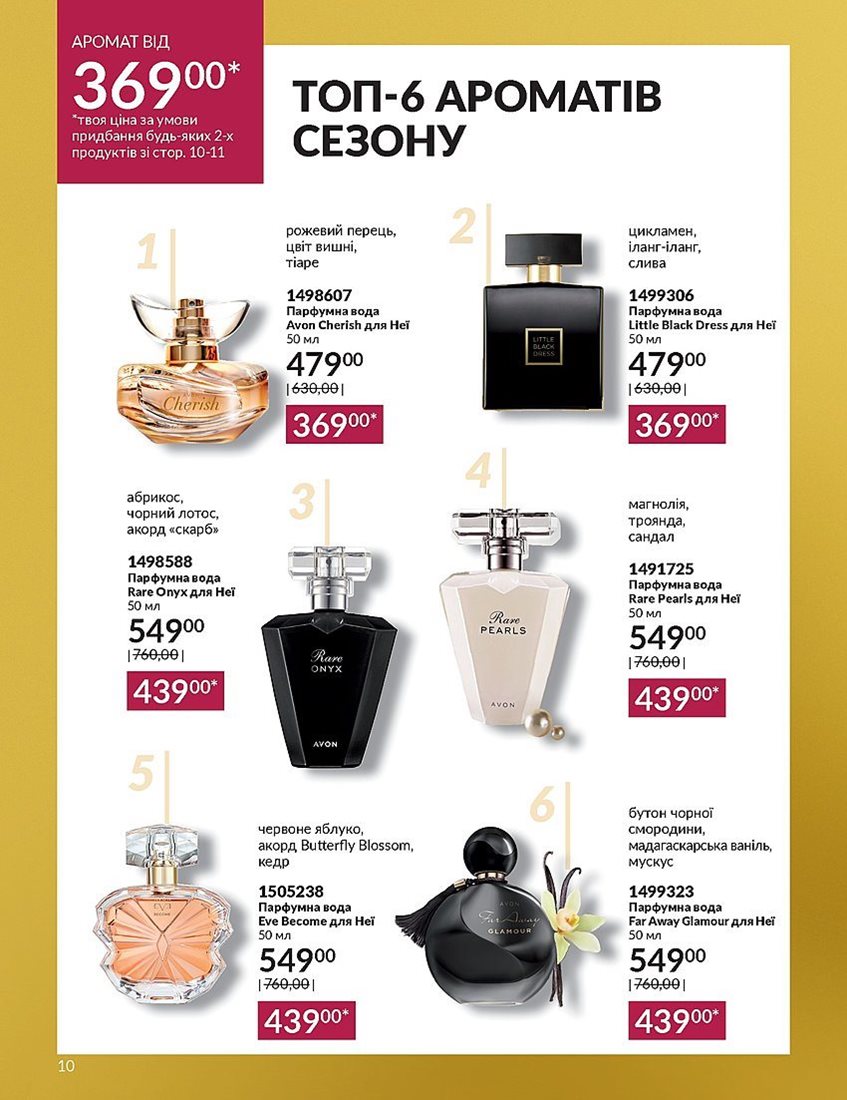 АРОМАТ ВІД
369⁰⁰*
*твоя ціна за умови
придбання будь-яких 2-х
продуктів зі стор. 10-11
ТОП-6 АРОМАТІВ
СЕЗОНУ
1
рожевий перець,
цвіт вишні,
тіаре
1498607
Парфумна вода
Avon Cherish для Неї
50 мл
479⁰⁰
|630,00|
369⁰⁰*
AVON
Cherish
2
цикламен,
іланг-іланг,
слива
1499306
Парфумна вода
Little Black Dress для Неї
50 мл
479⁰⁰
|630,00|
369⁰⁰*
LITTLE
BLACK
DRESS
3
абрикос,
чорний лотос,
акорд «скарб»
1498588
Парфумна вода
Rare Onyx для Неї
50 мл
549⁰⁰
|760,00|
439⁰⁰*
Rare
ONYX
AVON
4
магнолія,
троянда,
сандал
1491725
Парфумна вода
Rare Pearls для Неї
50 мл
549⁰⁰
|760,00|
439⁰⁰*
Rare
PEARLS
AVON
5
червоне яблуко,
акорд Butterfly Blossom,
кедр
1505238
Парфумна вода
Eve Become для Неї
50 мл
549⁰⁰
|760,00|
439⁰⁰*
EVE
BECOME
6
бутон чорної
смородини,
мадагаскарська ваніль,
мускус
1499323
Парфумна вода
Far Away Glamour для Неї
50 мл
549⁰⁰
|760,00|
439⁰⁰*
AVON
Far Away
GLAMOUR
10